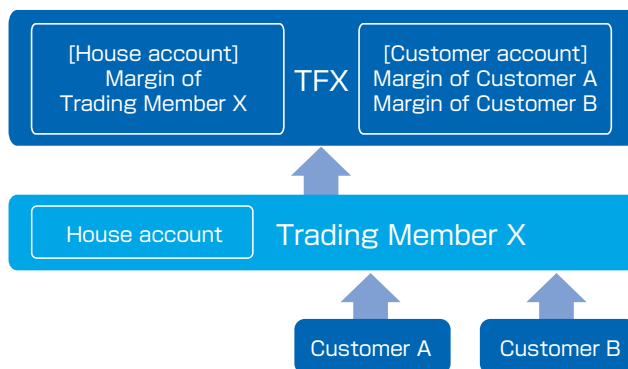 [House account]
Margin of
Trading Member X
TFX
[Customer account]
Margin of Customer A
Margin of Customer B
House account
Trading Member X
Customer A
Customer B